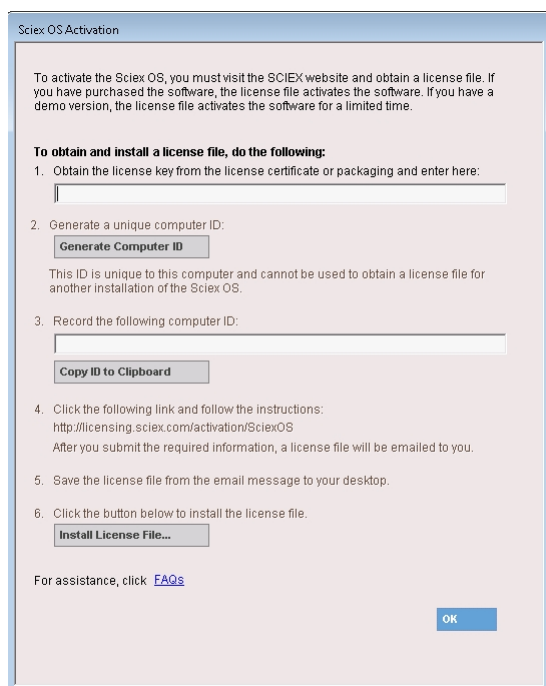 Sciex OS Activation
To activate the Sciex OS, you must visit the SCIEX website and obtain a license file. If
you have purchased the software, the license file activates the software. If you have a
demo version, the license file activates the software for a limited time.
To obtain and install a license file, do the following:
1. Obtain the license key from the license certificate or packaging and enter here:
2. Generate a unique computer ID:
Generate Computer ID
This ID is unique to this computer and cannot be used to obtain a license file for
another installation of the Sciex OS.
3. Record the following computer ID:
Copy ID to Clipboard
4. Click the following link and follow the instructions:
http://licensing.sciex.com/activation/SciexOS
After you submit the required information, a license file will be emailed to you.
5. Save the license file from the email message to your desktop.
6. Click the button below to install the license file.
Install License File...
For assistance, click FAQs
OK